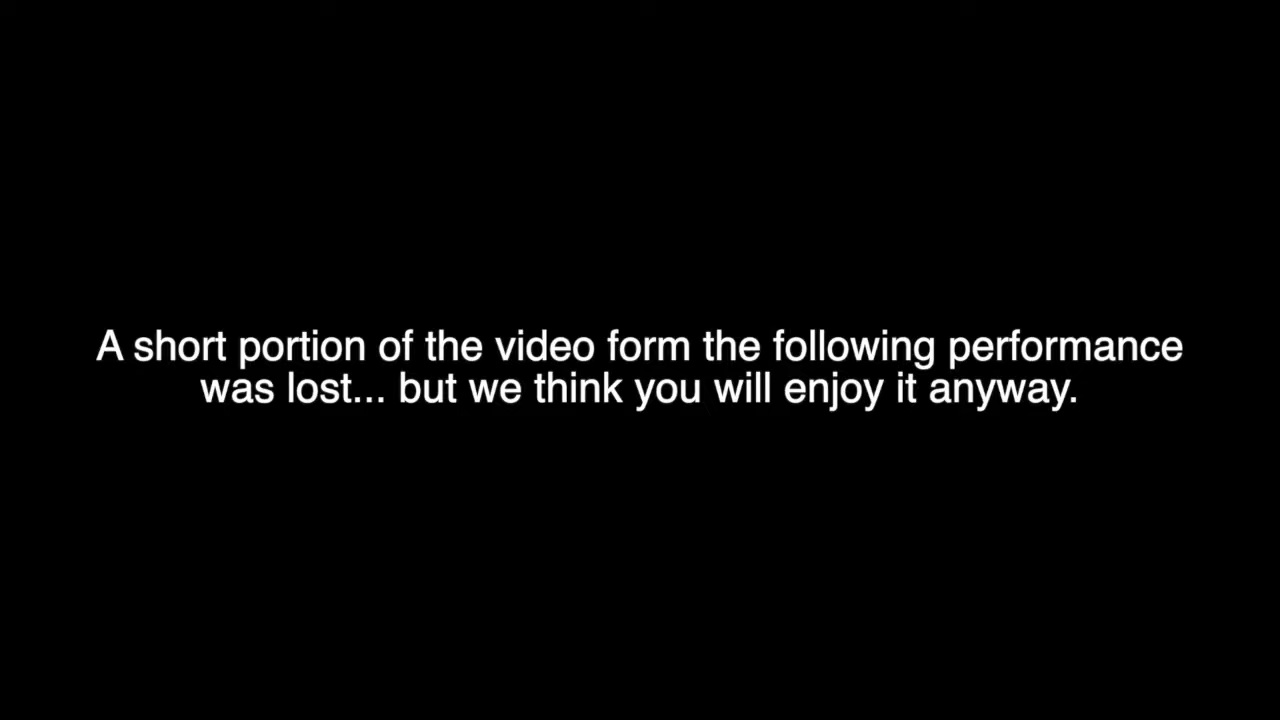 A short portion of the video form the following performance
was lost... but we think you will enjoy it anyway.